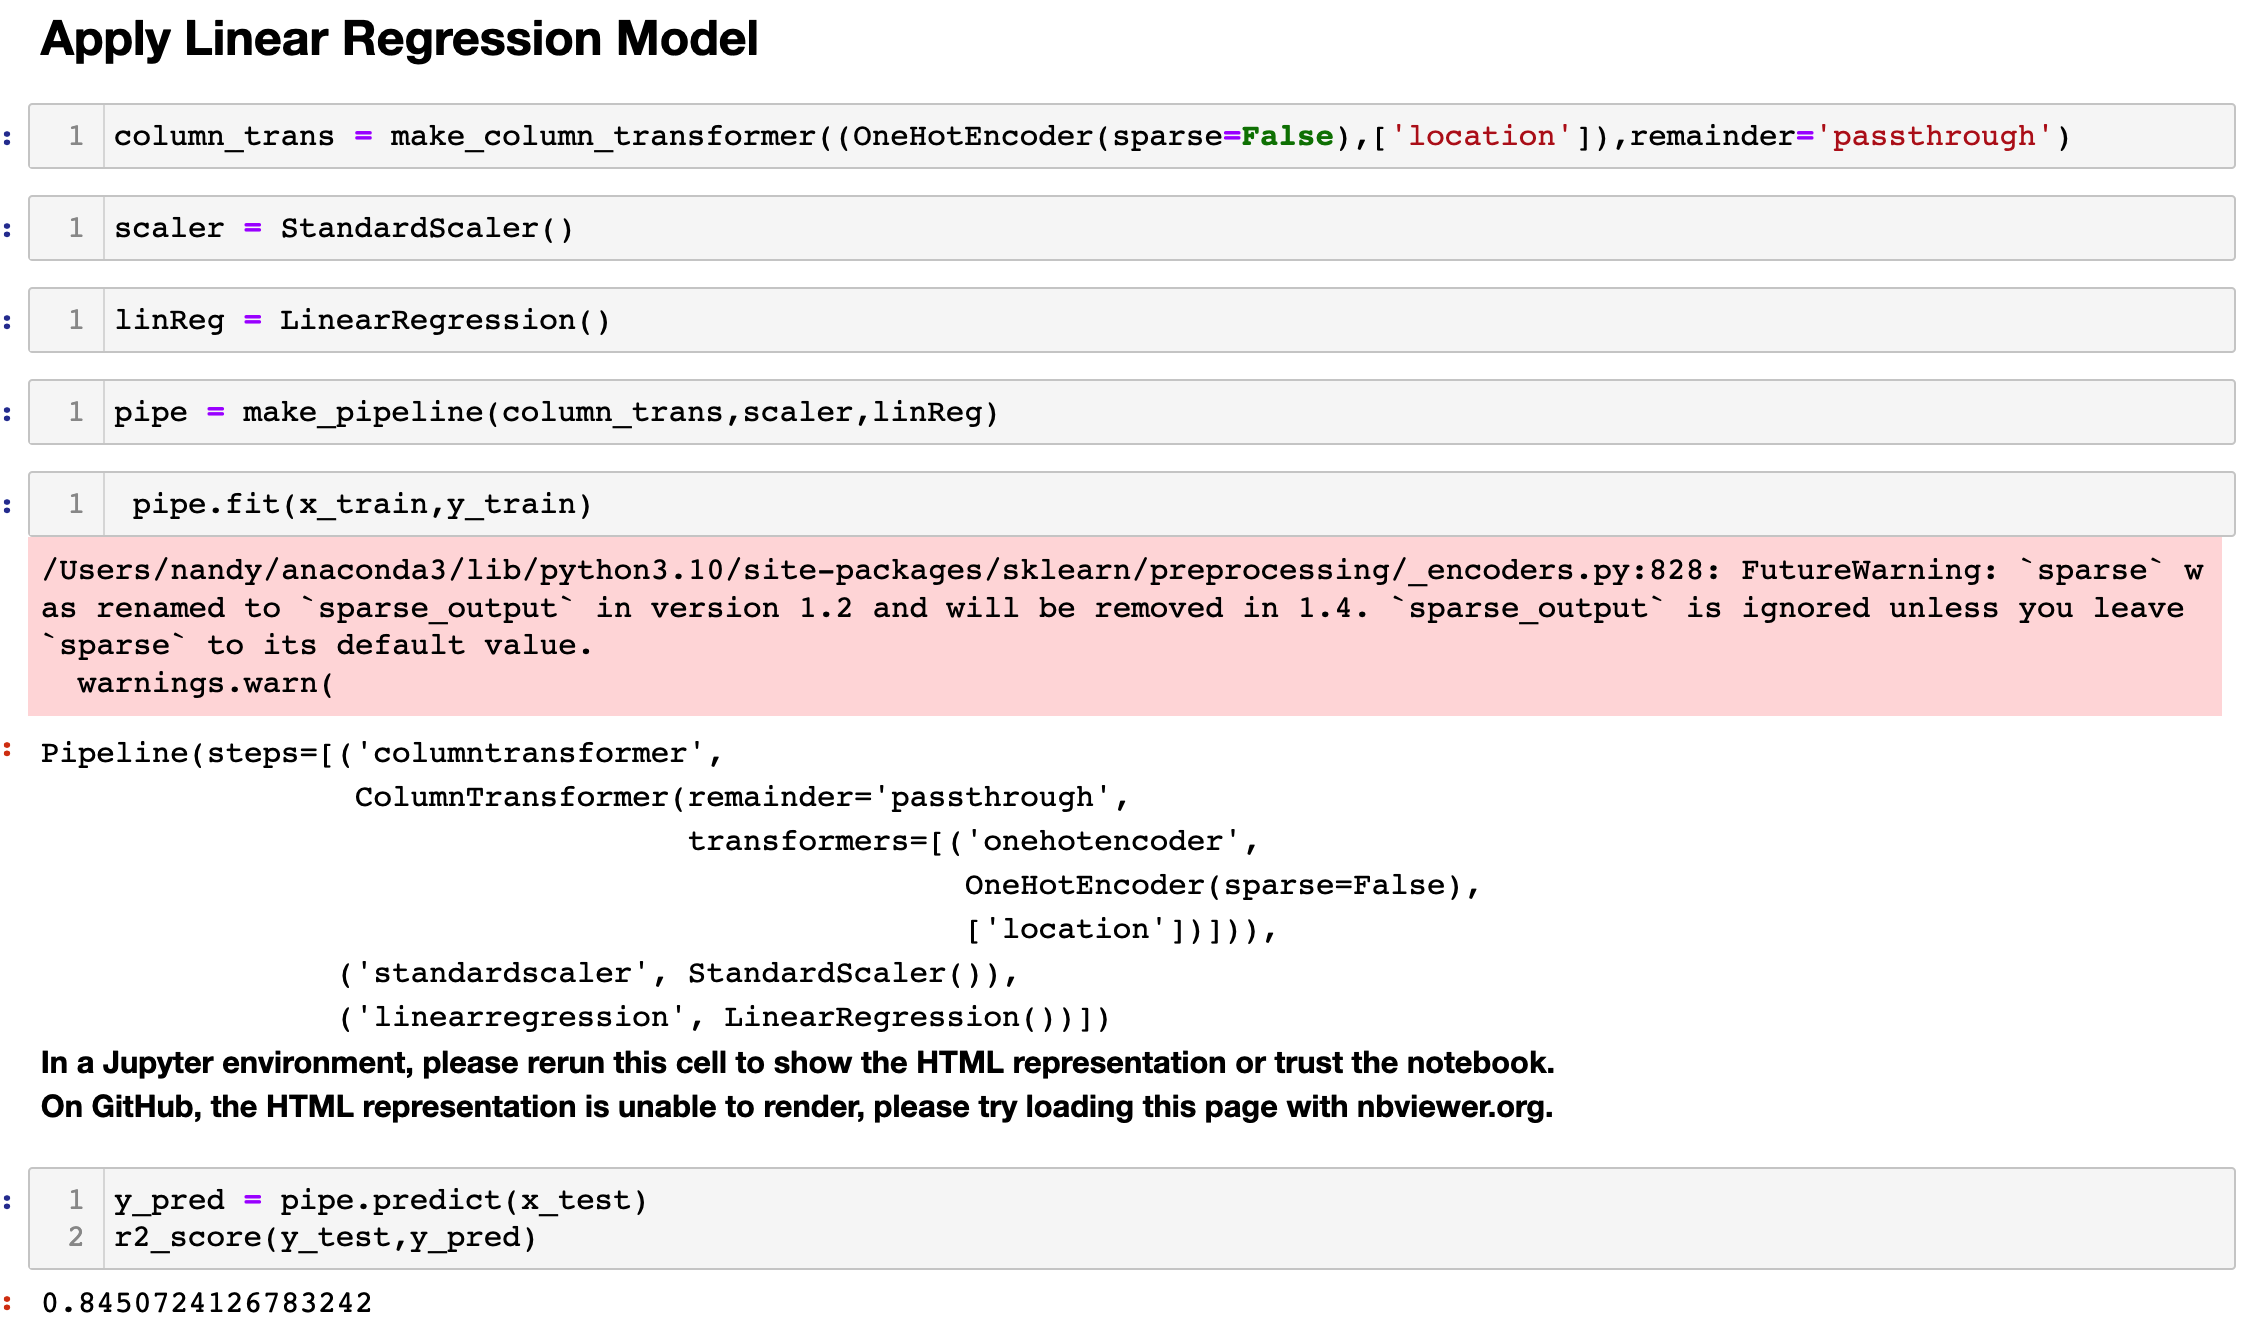 Apply Linear Regression Model
: 1 column_trans = make_column_transformer((OneHotEncoder(sparse=False),['location']),remainder='passthrough')
: 1 scaler = StandardScaler()
: 1 linReg = LinearRegression()
: 1 pipe = make_pipeline(column_trans,scaler,linReg)
: 1  pipe.fit(x_train,y_train)
/Users/nandy/anaconda3/lib/python3.10/site-packages/sklearn/preprocessing/_encoders.py:828: FutureWarning: `sparse` w
as renamed to `sparse_output` in version 1.2 and will be removed in 1.4. `sparse_output` is ignored unless you leave
`sparse` to its default value.
  warnings.warn(
: Pipeline(steps=[('columntransformer',
                 ColumnTransformer(remainder='passthrough',
                                   transformers=[('onehotencoder',
                                                  OneHotEncoder(sparse=False),
                                                  ['location'])])),
                ('standardscaler', StandardScaler()),
                ('linearregression', LinearRegression())])
In a Jupyter environment, please rerun this cell to show the HTML representation or trust the notebook.
On GitHub, the HTML representation is unable to render, please try loading this page with nbviewer.org.
: 1 y_pred = pipe.predict(x_test)
2 r2_score(y_test,y_pred)
: 0.8450724126783242